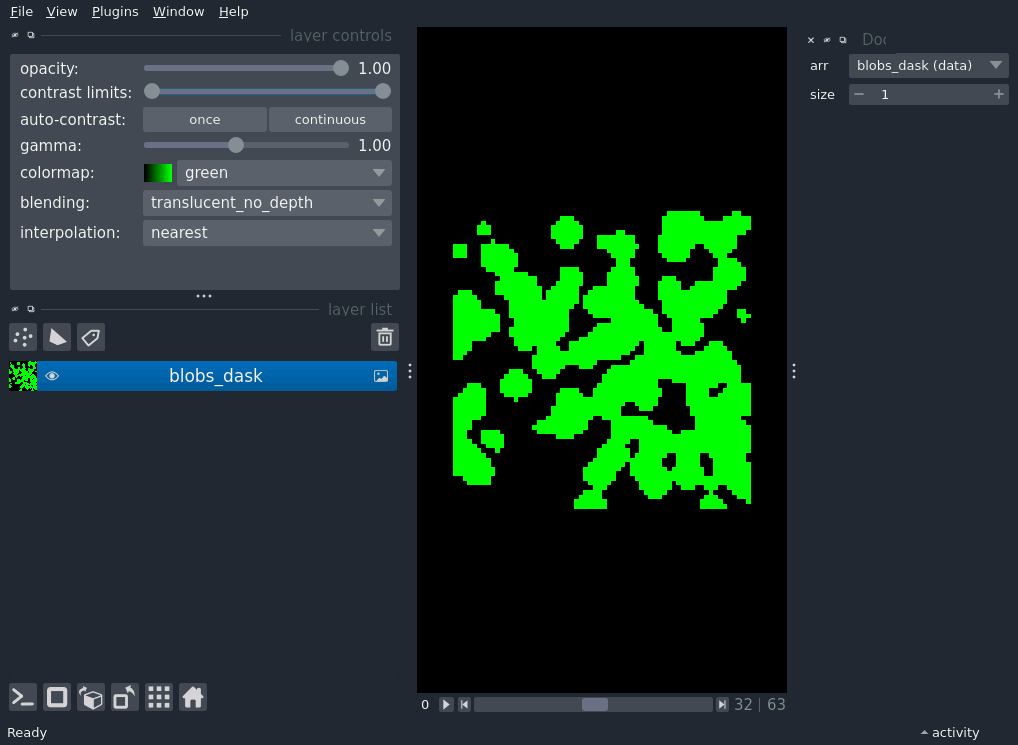 File View Plugins Window Help
layer controls
opacity: 1.00
contrast limits:
auto-contrast: once continuous
gamma: 1.00
colormap: green
blending: translucent_no_depth
interpolation: nearest
layer list
blobs_dask
0 32 | 63
Ready
arr blobs_dask (data)
size 1
activity